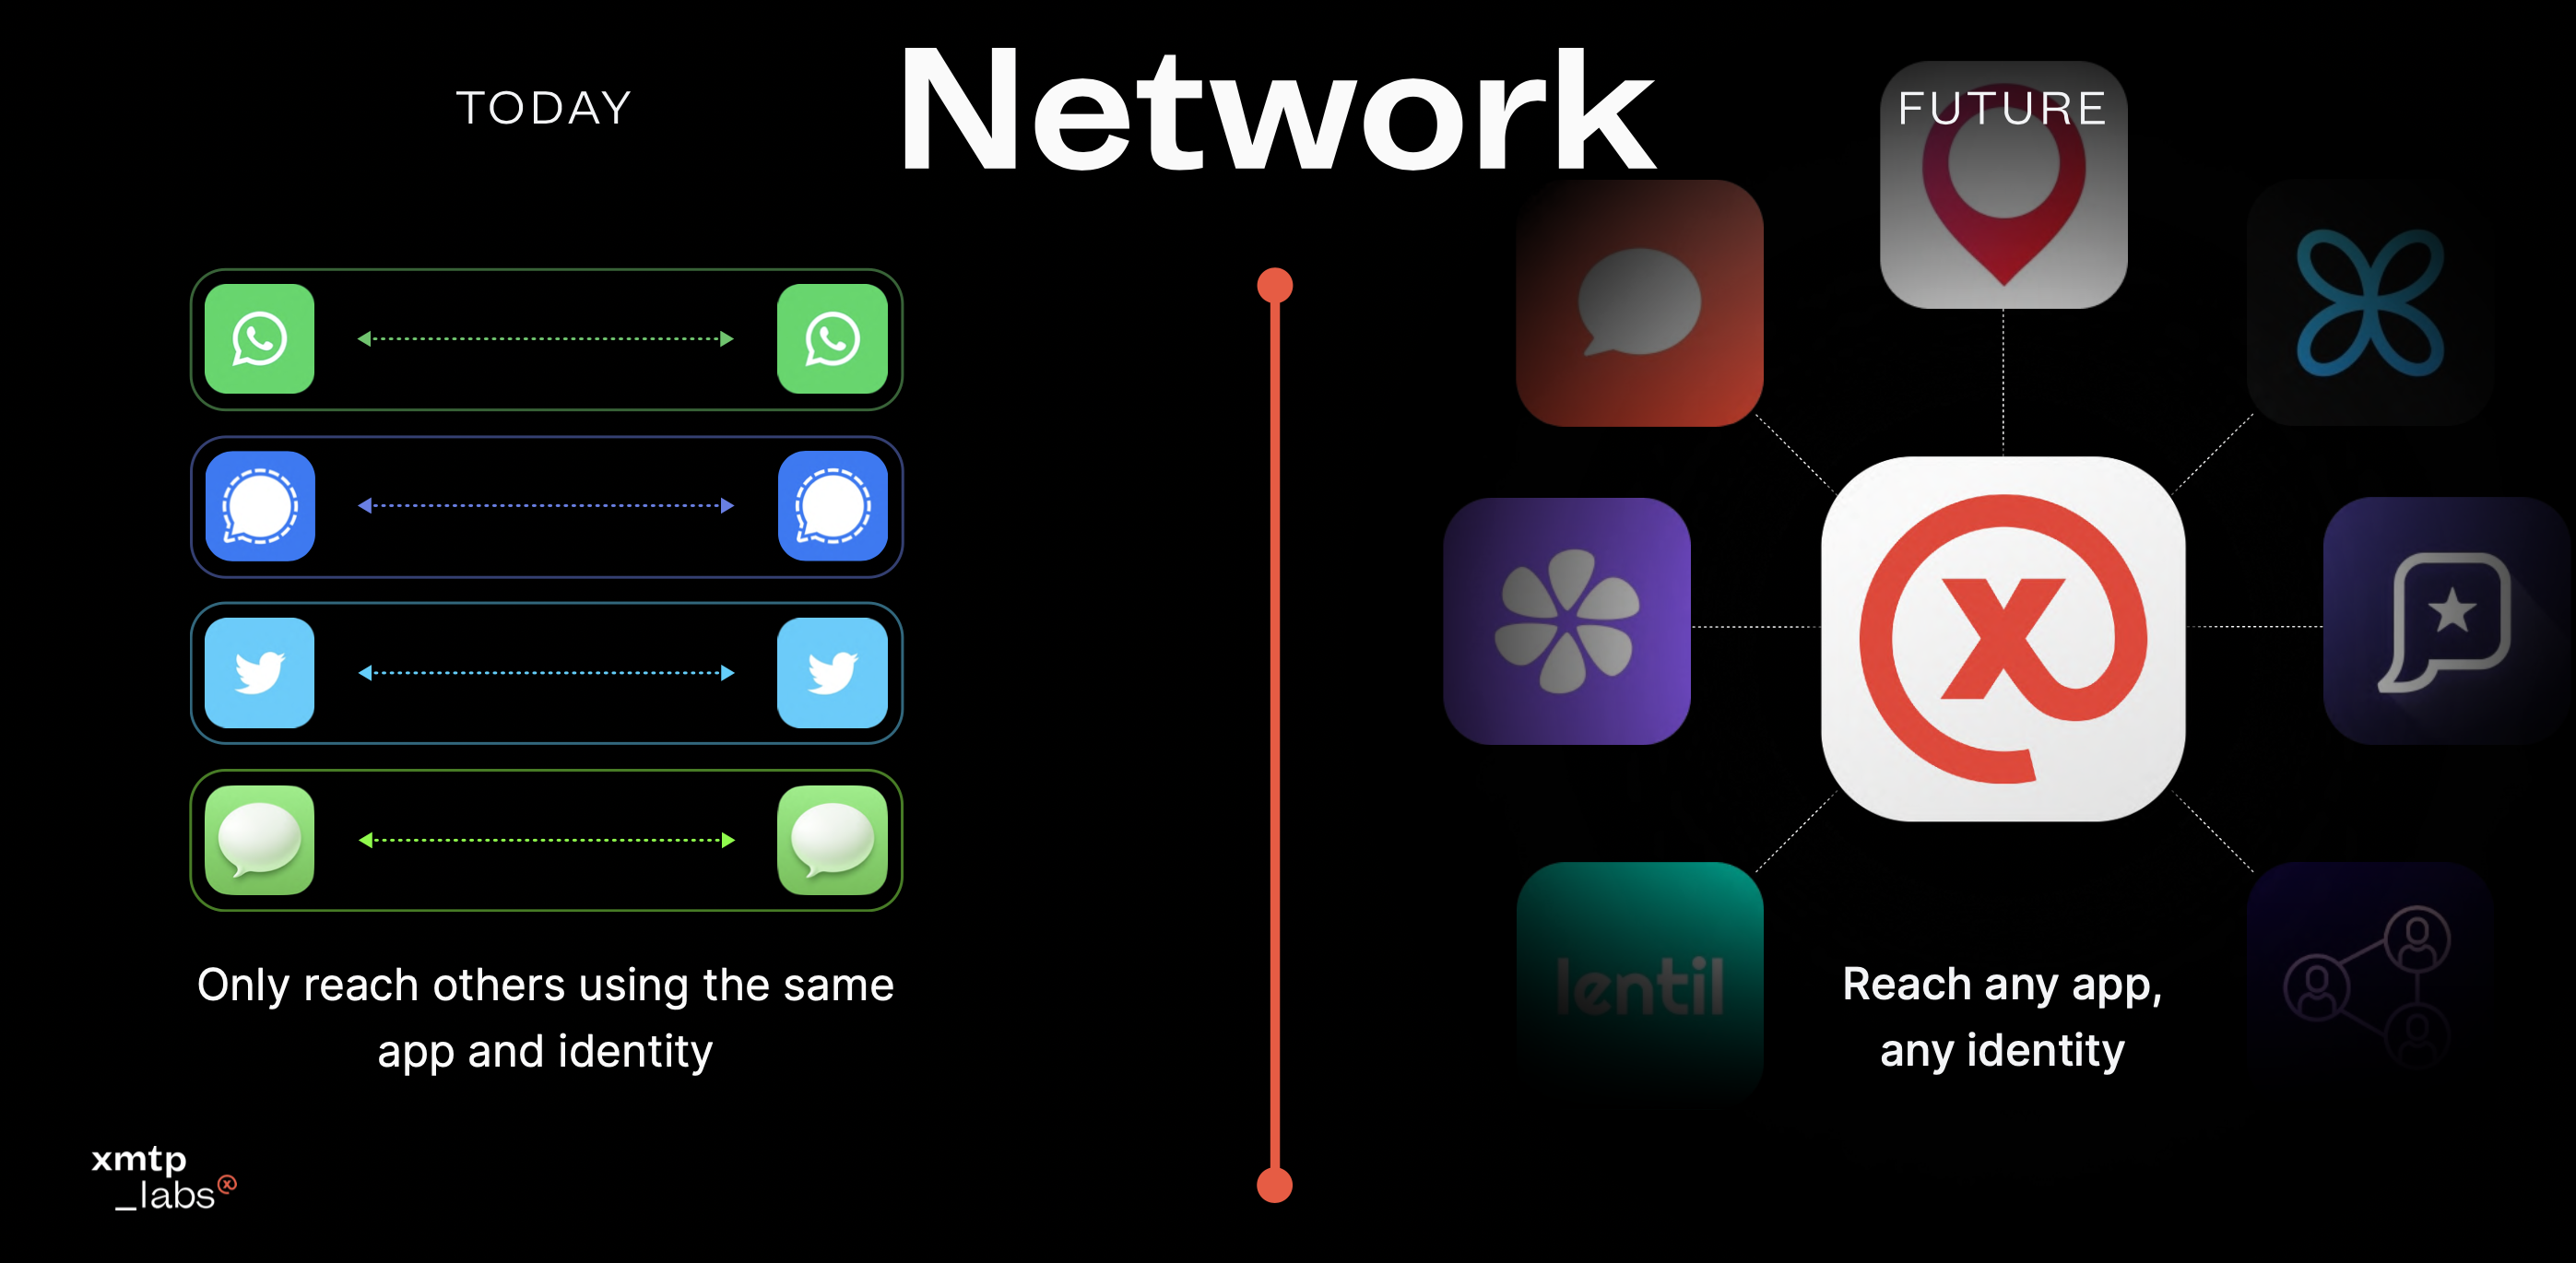 TODAY
Network
FUTURE
Only reach others using the same
app and identity
lentil
Reach any app,
any identity
xmtp
_labs